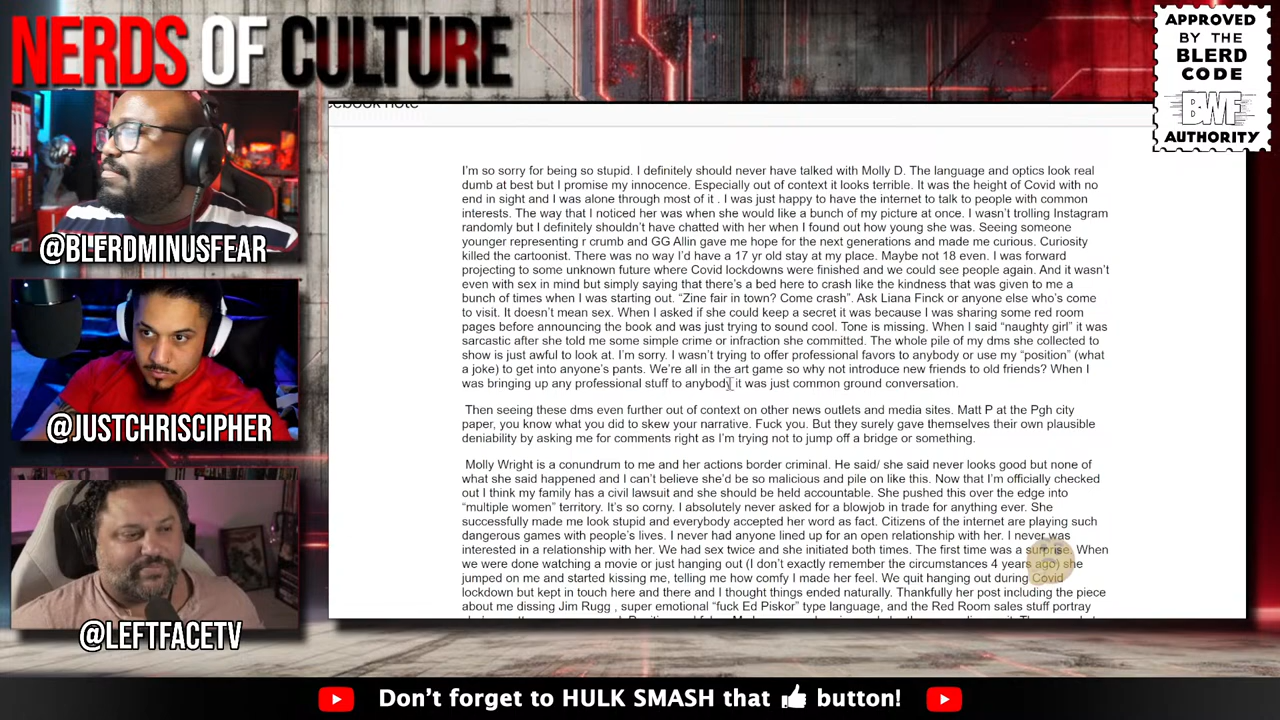 NERDS OF CULTURE
APPROVED
BY THE
BLERD
CODE
BWF
AUTHORITY
ebook note
@BLERDMINUSFEAR
@JUSTCHRISCIPHER
@LEFTFACETV
I'm so sorry for being so stupid. I definitely should never have talked with Molly D. The language and optics look real
dumb at best but I promise my innocence. Especially out of context it looks terrible. It was the height of Covid with no
end in sight and I was alone through most of it . I was just happy to have the internet to talk to people with common
interests. The way that I noticed her was when she would like a bunch of my picture at once. I wasn't trolling Instagram
randomly but I definitely shouldn't have chatted with her when I found out how young she was. Seeing someone
younger representing r crumb and GG Allin gave me hope for the next generations and made me curious. Curiosity
killed the cartoonist. There was no way I'd have a 17 yr old stay at my place. Maybe not 18 even. I was forward
projecting to some unknown future where Covid lockdowns were finished and we could see people again. And it wasn't
even with sex in mind but simply saying that there's a bed here to crash like the kindness that was given to me a
bunch of times when I was starting out. “Zine fair in town? Come crash”. Ask Liana Finck or anyone else who's come
to visit. It doesn't mean sex. When I asked if she could keep a secret it was because I was sharing some red room
pages before announcing the book and was just trying to sound cool. Tone is missing. When I said “naughty girl” it was
sarcastic after she told me some simple crime or infraction she committed. The whole pile of my dms she collected to
show is just awful to look at. I'm sorry. I wasn't trying to offer professional favors to anybody or use my “position” (what
a joke) to get into anyone's pants. We're all in the art game so why not introduce new friends to old friends? When I
was bringing up any professional stuff to anybody it was just common ground conversation.
Then seeing these dms even further out of context on other news outlets and media sites. Matt P at the Pgh city
paper, you know what you did to skew your narrative. Fuck you. But they surely gave themselves their own plausible
deniability by asking me for comments right as I'm trying not to jump off a bridge or something.
Molly Wright is a conundrum to me and her actions border criminal. He said/ she said never looks good but none of
what she said happened and I can't believe she'd be so malicious and pile on like this. Now that I'm officially checked
out I think my family has a civil lawsuit and she should be held accountable. She pushed this over the edge into
“multiple women” territory. It's so corny. I absolutely never asked for a blowjob in trade for anything ever. She
successfully made me look stupid and everybody accepted her word as fact. Citizens of the internet are playing such
dangerous games with people's lives. I never had anyone lined up for an open relationship with her. I never was
interested in a relationship with her. We had sex twice and she initiated both times. The first time was a surprise. When
we were done watching a movie or just hanging out (I don't exactly remember the circumstances 4 years ago) she
jumped on me and started kissing me, telling me how comfy I made her feel. We quit hanging out during Covid
lockdown but kept in touch here and there and I thought things ended naturally. Thankfully her post including the piece
about me dissing Jim Rugg , super emotional “fuck Ed Piskor” type language, and the Red Room sales stuff portray
Don't forget to HULK SMASH that button!